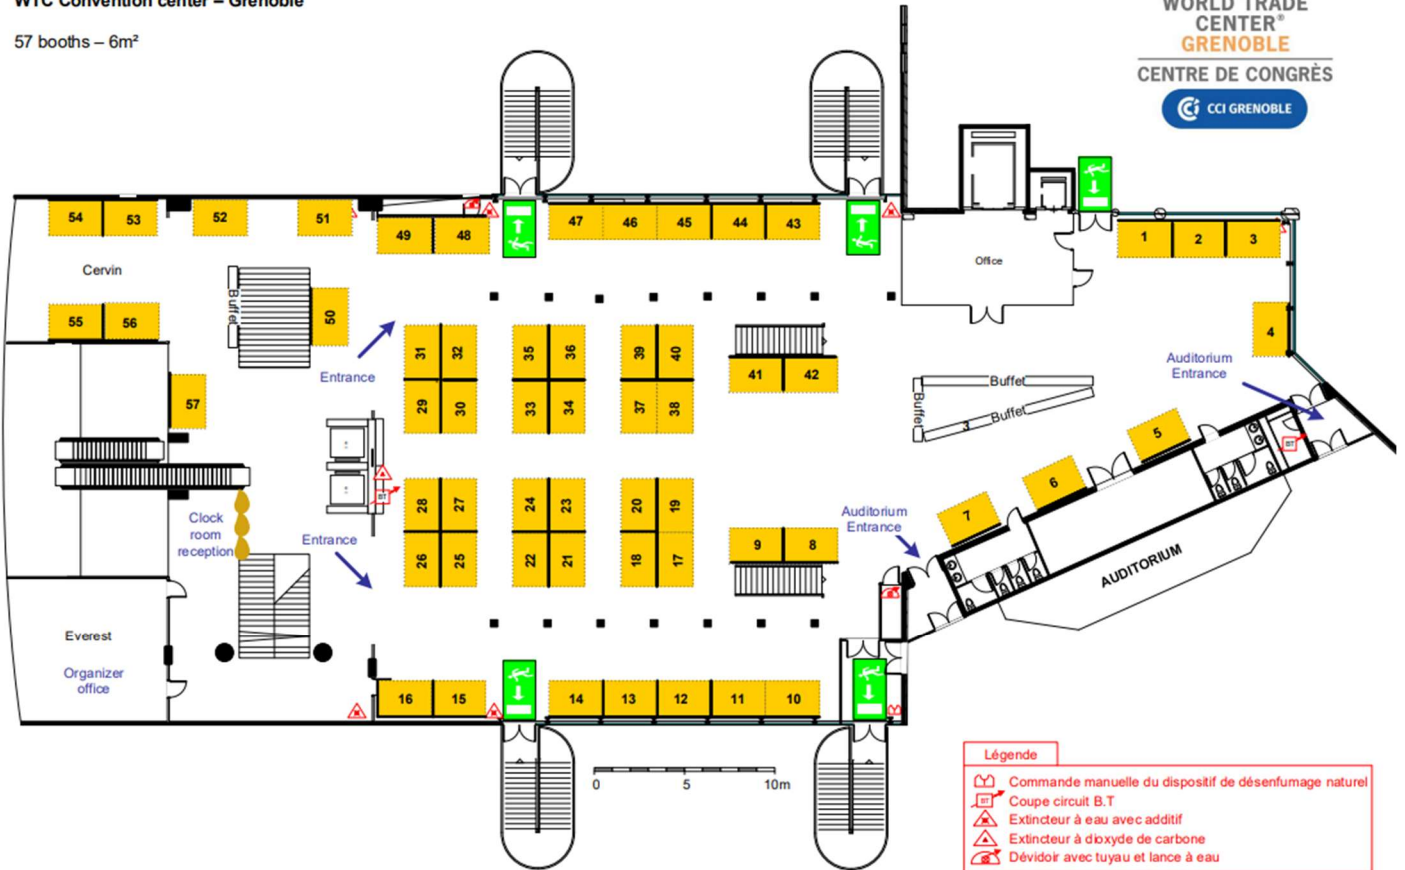 WTC Convention center – Grenoble
57 booths – 6m²
WORLD TRADE
CENTER®
GRENOBLE
CENTRE DE CONGRÈS
CCI GRENOBLE
54 53 52 51 49 48 47 46 45 44 43
1 2 3
Cervin
Office
Buffet
50
55 56
4
31 32 35 36 39 40
Entrance
41 42
Auditorium
Entrance
29 30 33 34 37 38
57
Buffet
Buffet
Buffet
3
5
6
7
BT
BT
28 27 24 23 20 19
Clock
room
reception
Entrance
Auditorium
Entrance
9 8
26 25 22 21 18 17
AUDITORIUM
Everest
Organizer
office
16 15 14 13 12 11 10
0 5 10m
Légende
Commande manuelle du dispositif de désenfumage naturel
BT Coupe circuit B.T
Extincteur à eau avec additif
Extincteur à dioxyde de carbone
Dévidoir avec tuyau et lance à eau